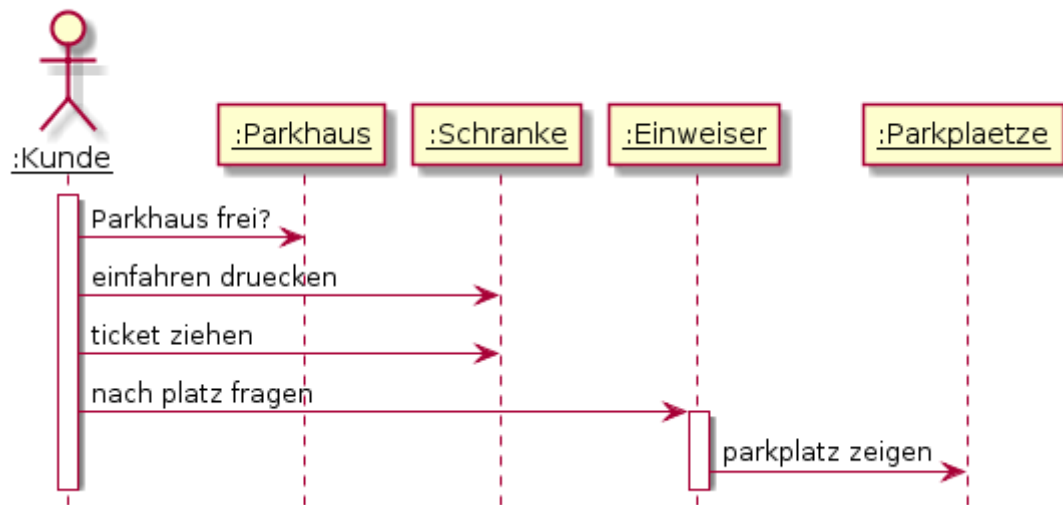 :Kunde
:Parkhaus
:Schranke
:Einweiser
:Parkplaetze
Parkhaus frei?
einfahren druecken
ticket ziehen
nach platz fragen
parkplatz zeigen